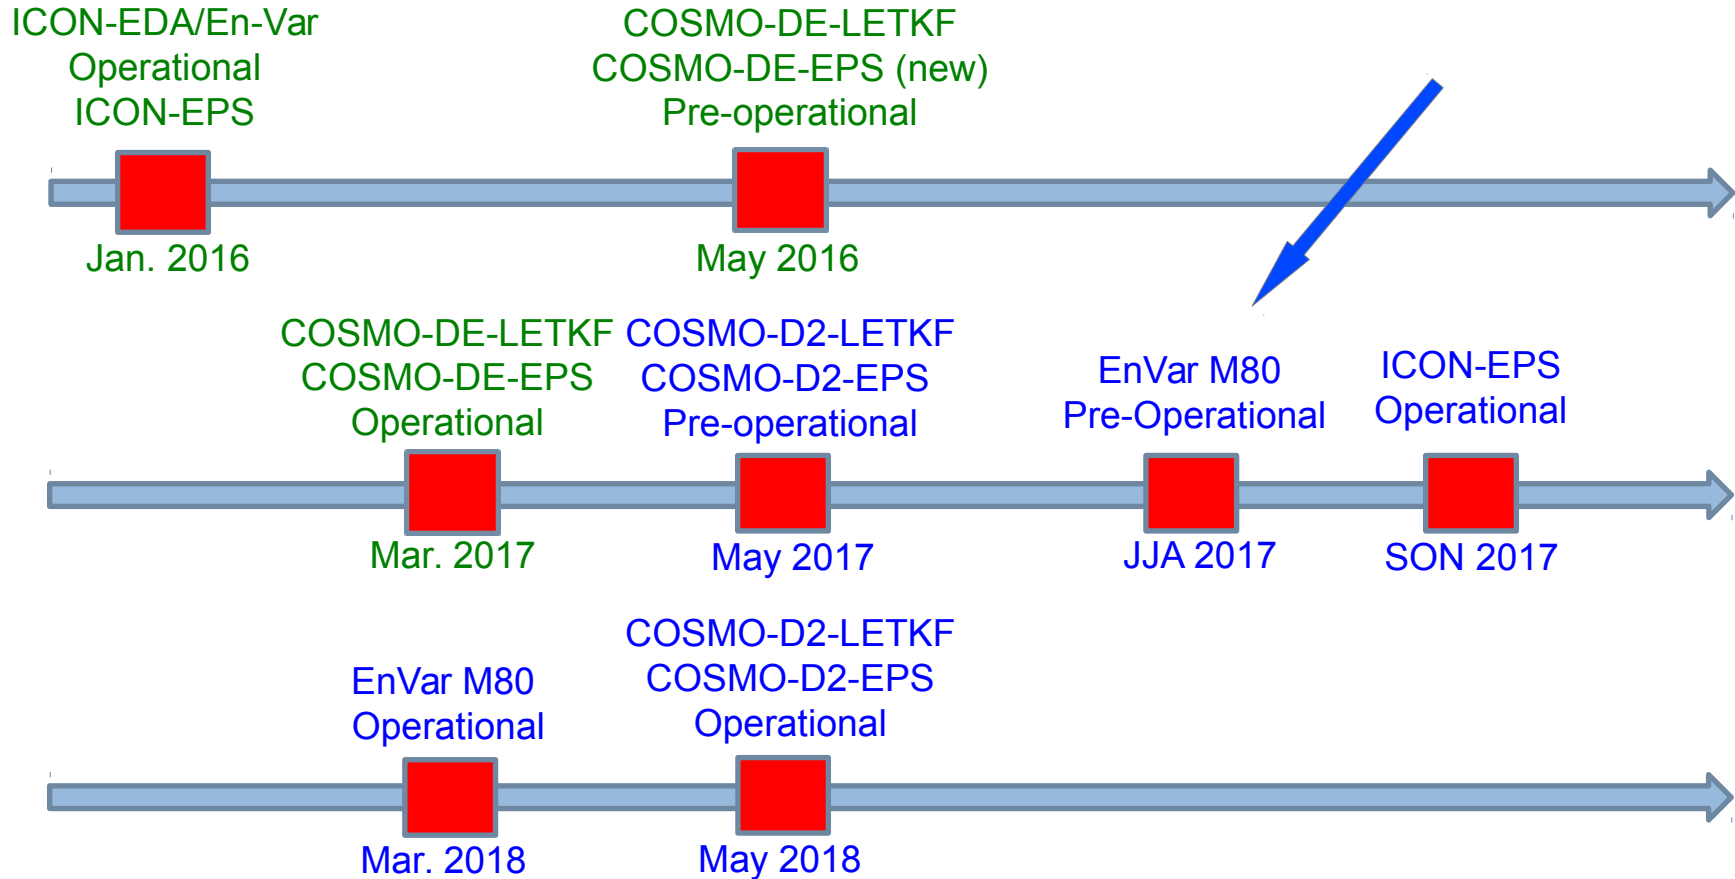 ICON-EDA/En-Var
Operational
ICON-EPS
COSMO-DE-LETKF
COSMO-DE-EPS (new)
Pre-operational
Jan. 2016
May 2016
COSMO-DE-LETKF
COSMO-DE-EPS
Operational
COSMO-D2-LETKF
COSMO-D2-EPS
Pre-operational
EnVar M80
Pre-Operational
ICON-EPS
Operational
Mar. 2017
May 2017
JJA 2017
SON 2017
EnVar M80
Operational
COSMO-D2-LETKF
COSMO-D2-EPS
Operational
Mar. 2018
May 2018